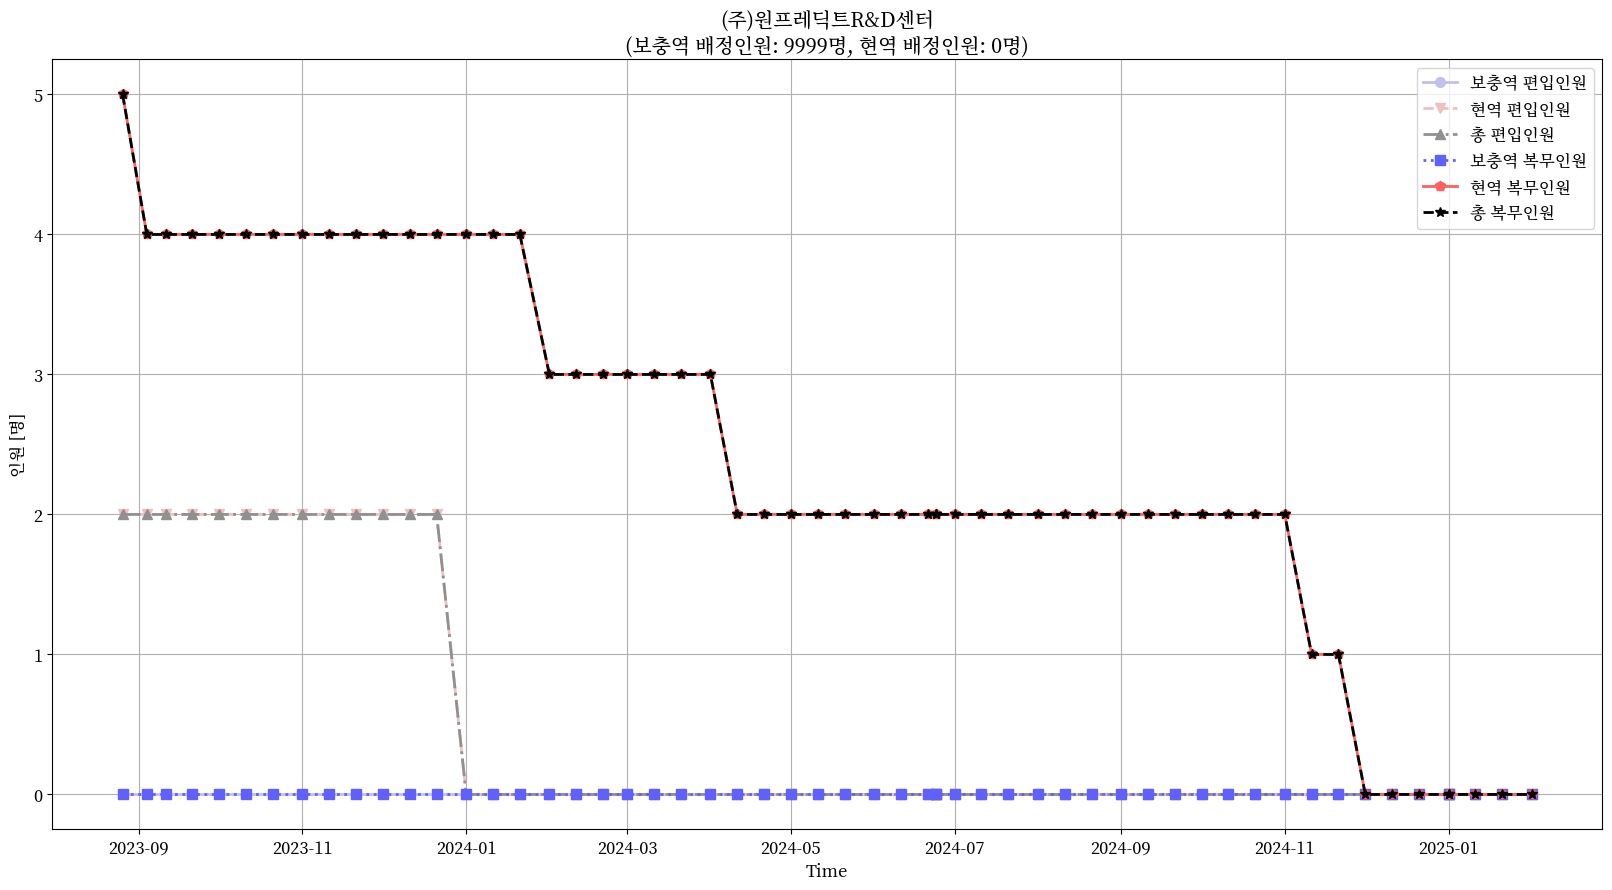 (주)원프레딕트R&D센터
(보충역 배정인원: 9999명, 현역 배정인원: 0명)
보충역 편입인원
현역 편입인원
총 편입인원
보충역 복무인원
현역 복무인원
총 복무인원
인원 [명]
5
4
3
2
1
0
2023-09
2023-11
2024-01
2024-03
2024-05
2024-07
2024-09
2024-11
2025-01
Time